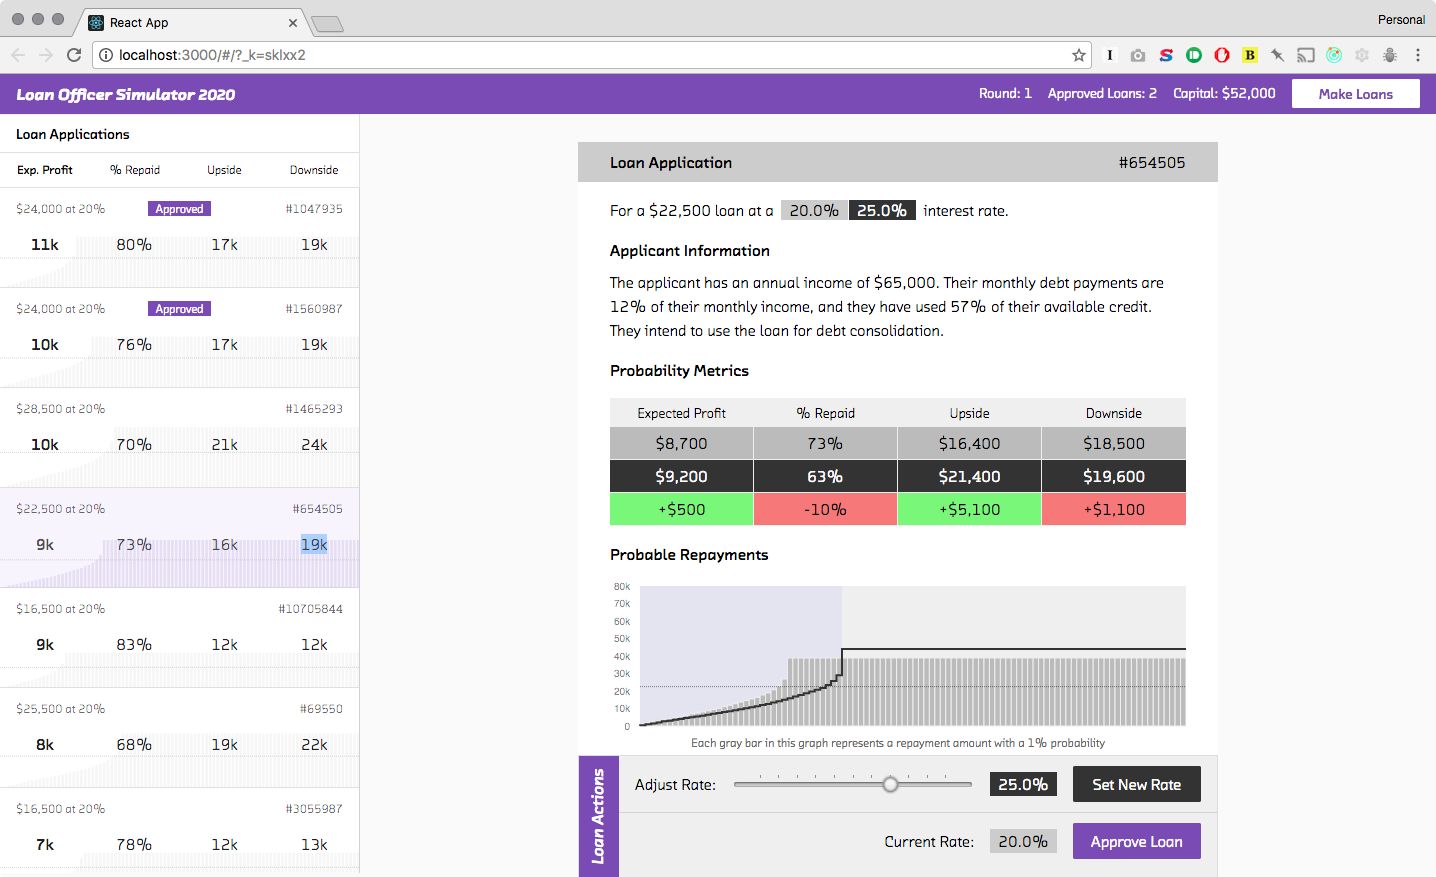 React App
Personal
localhost:3000/#/?_k=sklxx2
Loan Officer Simulator 2020
Round: 1 Approved Loans: 2 Capital: $52,000 Make Loans
Loan Applications
Exp. Profit % Repaid Upside Downside
$24,000 at 20% Approved #1047935
11k 80% 17k 19k
$24,000 at 20% Approved #1560987
10k 76% 17k 19k
$28,500 at 20% #1465293
10k 70% 21k 24k
$22,500 at 20% #654505
9k 73% 16k 19k
$16,500 at 20% #10705844
9k 83% 12k 12k
$25,500 at 20% #69550
8k 68% 19k 22k
$16,500 at 20% #3055987
7k 78% 12k 13k
Loan Application #654505
For a $22,500 loan at a 20.0% 25.0% interest rate.
Applicant Information
The applicant has an annual income of $65,000. Their monthly debt payments are
12% of their monthly income, and they have used 57% of their available credit.
They intend to use the loan for debt consolidation.
Probability Metrics
Expected Profit % Repaid Upside Downside
$8,700 73% $16,400 $18,500
$9,200 63% $21,400 $19,600
+$500 -10% +$5,100 +$1,100
Probable Repayments
80k
70k
60k
50k
40k
30k
20k
10k
0
Each gray bar in this graph represents a repayment amount with a 1% probability
Loan Actions
Adjust Rate: 25.0% Set New Rate
Current Rate: 20.0% Approve Loan